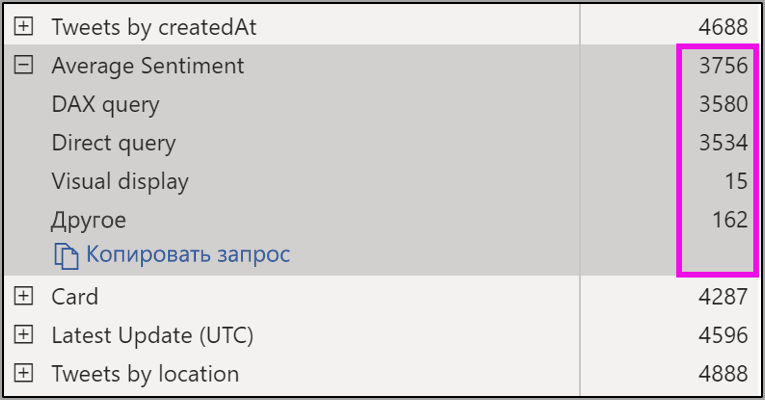 Tweets by createdAt 4688
Average Sentiment 3756
DAX query 3580
Direct query 3534
Visual display 15
Другое 162
Копировать запрос
Card 4287
Latest Update (UTC) 4596
Tweets by location 4888